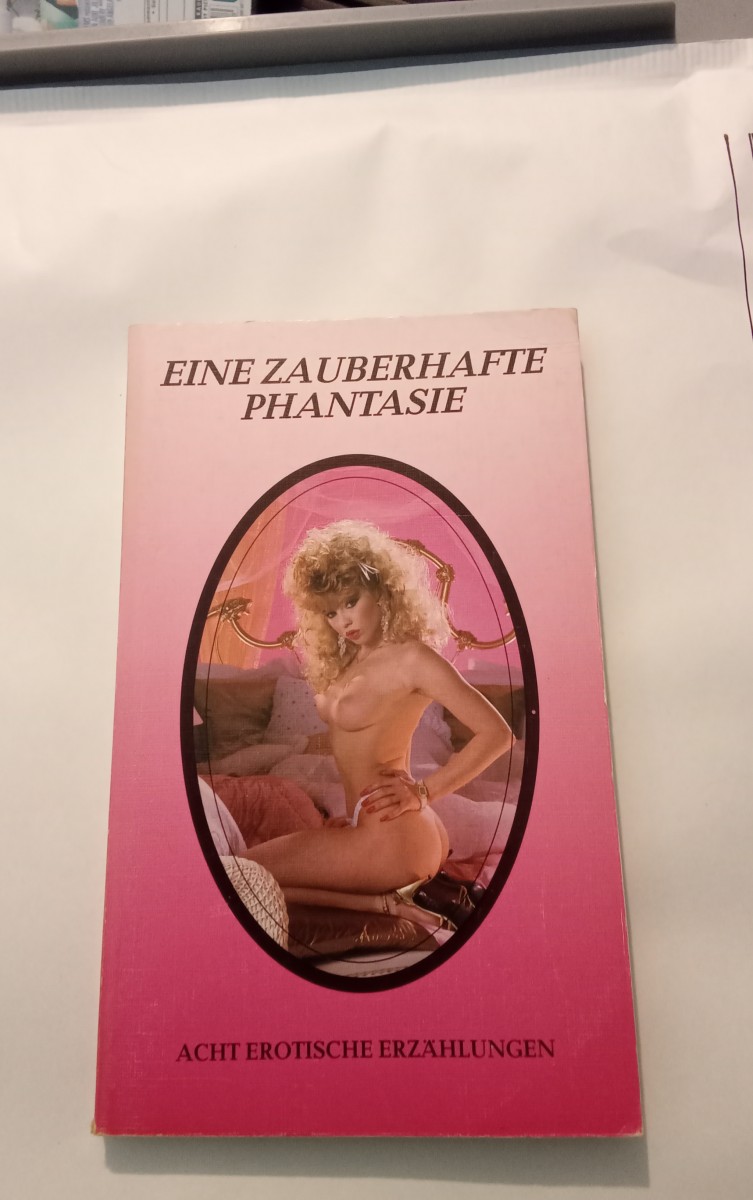 EINE ZAUBERHAFTE
PHANTASIE
ACHT EROTISCHE ERZÄHLUNGEN